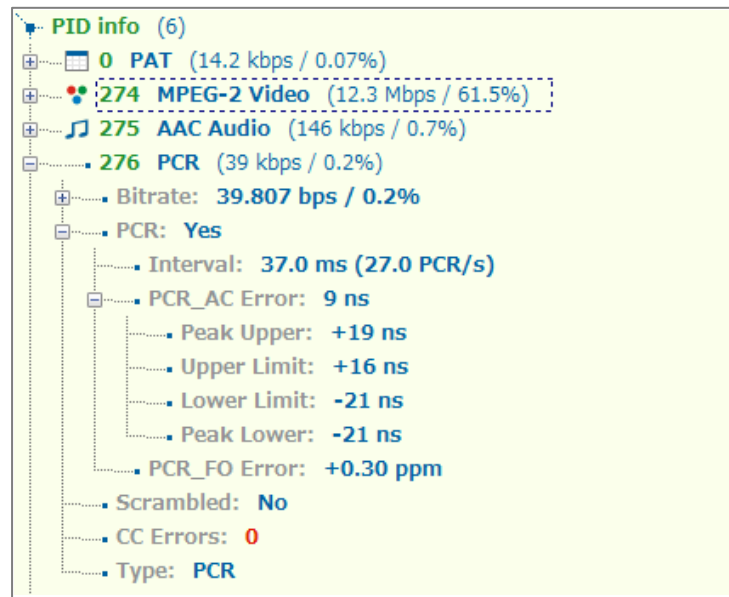 PID info (6)
0 PAT (14.2 kbps / 0.07%)
274 MPEG-2 Video (12.3 Mbps / 61.5%)
275 AAC Audio (146 kbps / 0.7%)
276 PCR (39 kbps / 0.2%)
Bitrate: 39.807 bps / 0.2%
PCR: Yes
Interval: 37.0 ms (27.0 PCR/s)
PCR_AC Error: 9 ns
Peak Upper: +19 ns
Upper Limit: +16 ns
Lower Limit: -21 ns
Peak Lower: -21 ns
PCR_FO Error: +0.30 ppm
Scrambled: No
CC Errors: 0
Type: PCR